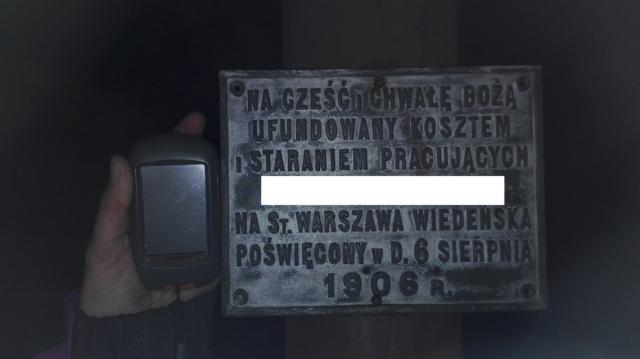 NA CZEŚĆ I CHWAŁĘ BOŻĄ
UFUNDOWANY KOSZTEM
I STARANIEM PRACUJĄCYCH
NA ST. WARSZAWA WIEDEŃSKA
POŚWIĘCONY W D. 6 SIERPNIA
1906 R.